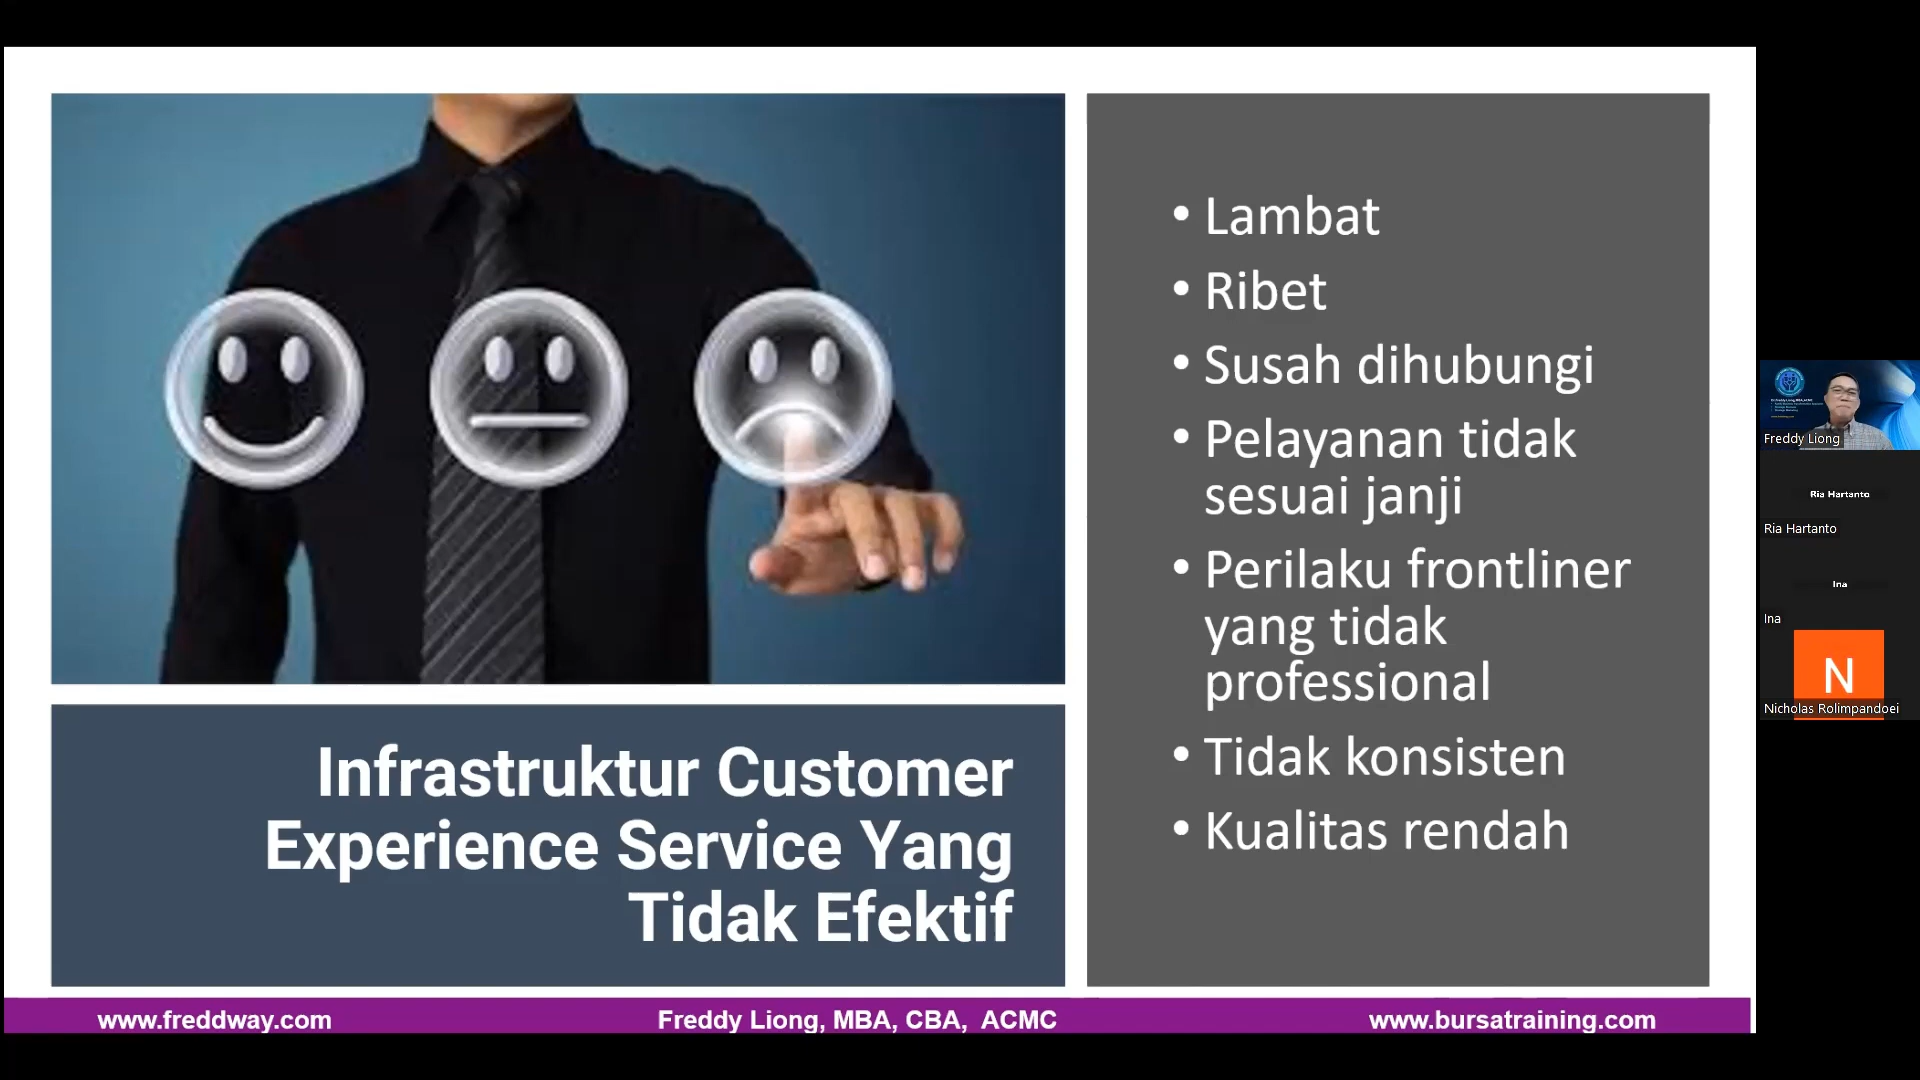 Infrastruktur Customer
Experience Service Yang
Tidak Efektif
• Lambat
• Ribet
• Susah dihubungi
• Pelayanan tidak
sesuai janji
• Perilaku frontliner
yang tidak
professional
• Tidak konsisten
• Kualitas rendah
www.freddway.com
Freddy Liong, MBA, CBA, ACMC
www.bursatraining.com
Freddy Liong
Ria Hartanto
Ria Hartanto
Ina
Ina
N
Nicholas Rolimpandoei